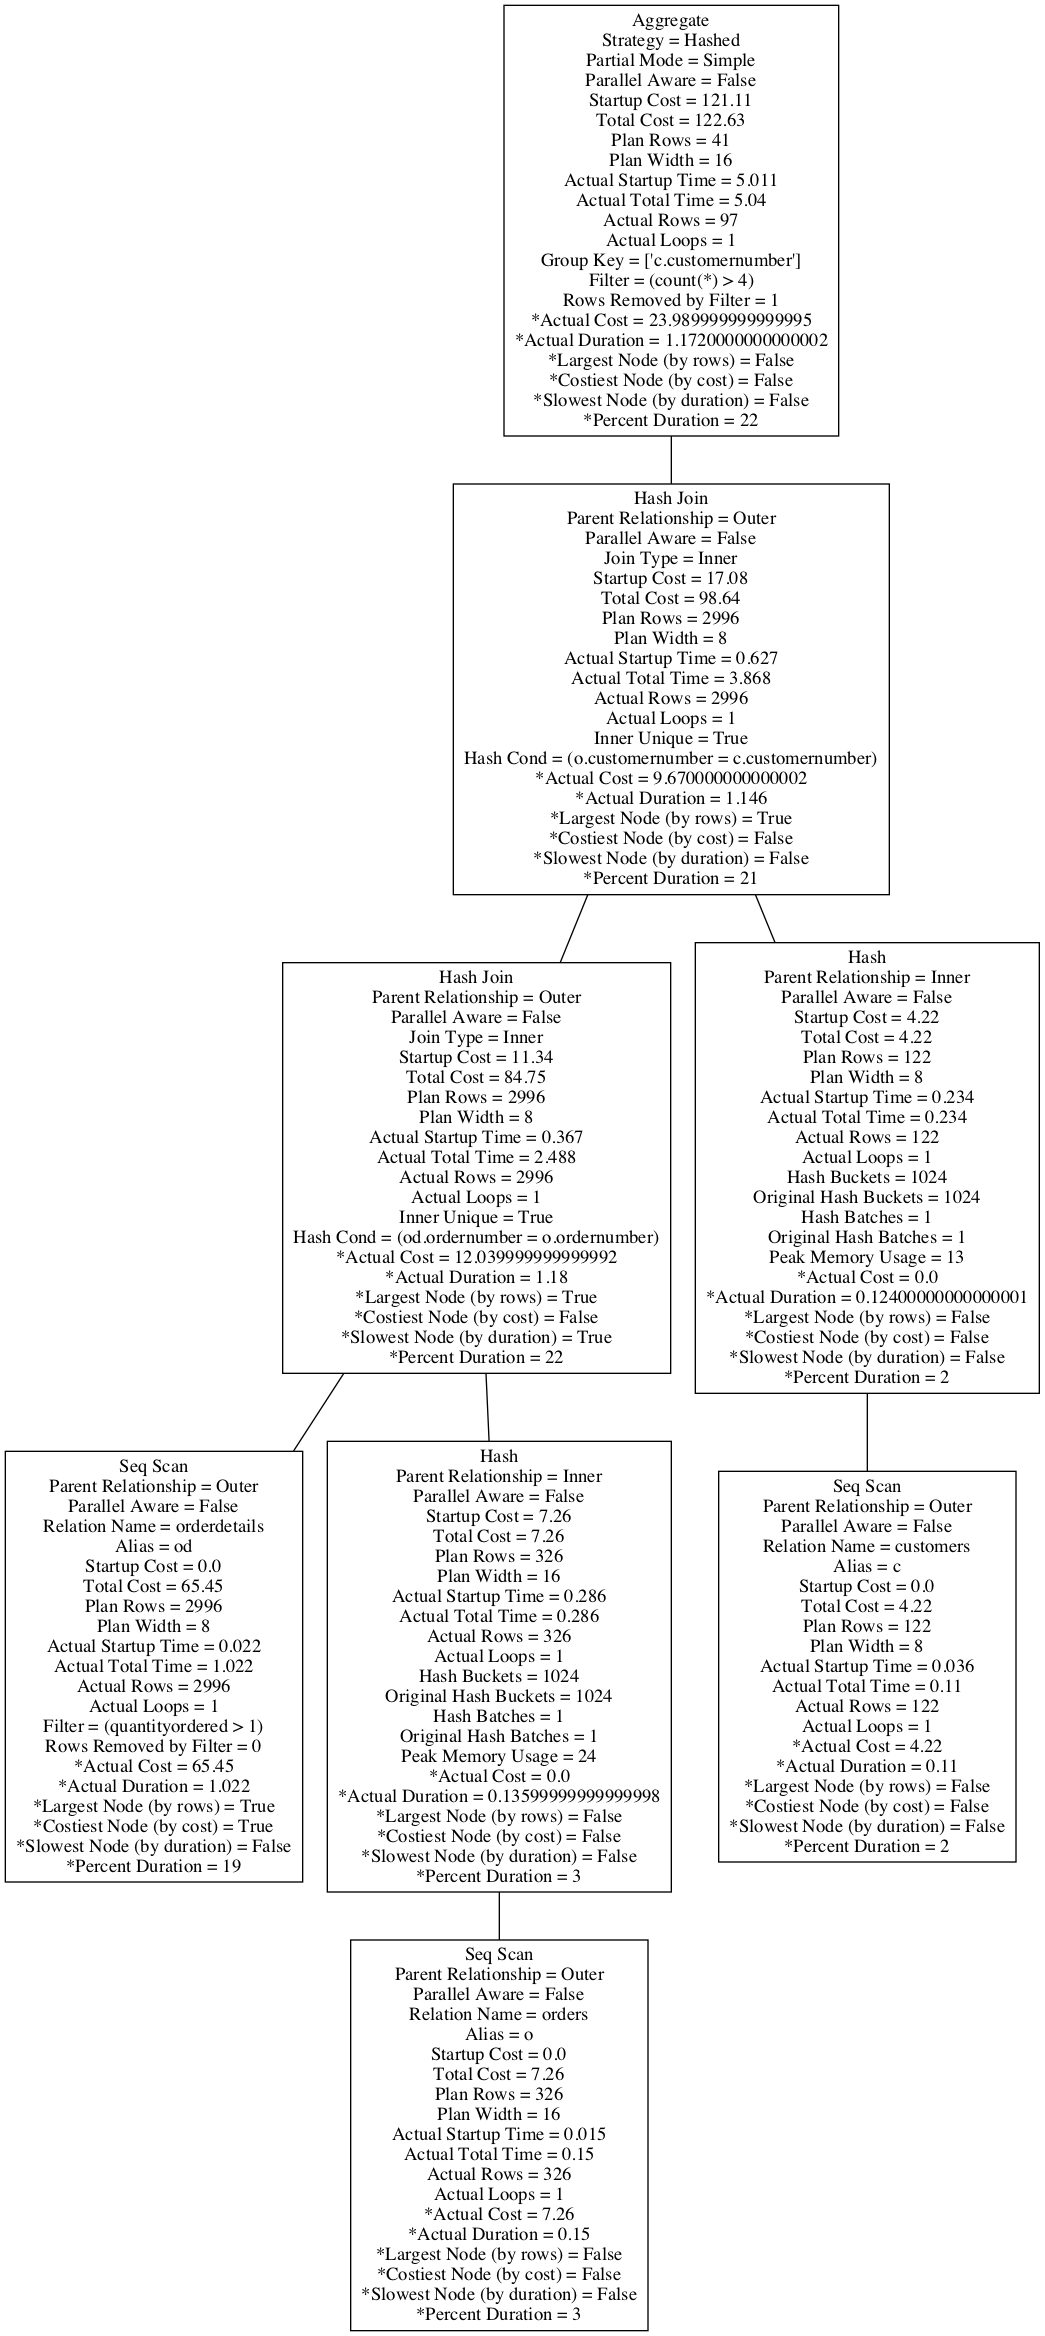 Aggregate
Strategy = Hashed
Partial Mode = Simple
Parallel Aware = False
Startup Cost = 121.11
Total Cost = 122.63
Plan Rows = 41
Plan Width = 16
Actual Startup Time = 5.011
Actual Total Time = 5.04
Actual Rows = 97
Actual Loops = 1
Group Key = ['c.customernumber']
Filter = (count(*) > 4)
Rows Removed by Filter = 1
*Actual Cost = 23.989999999999995
*Actual Duration = 1.1720000000000002
*Largest Node (by rows) = False
*Costiest Node (by cost) = False
*Slowest Node (by duration) = False
*Percent Duration = 22
Hash Join
Parent Relationship = Outer
Parallel Aware = False
Join Type = Inner
Startup Cost = 17.08
Total Cost = 98.64
Plan Rows = 2996
Plan Width = 8
Actual Startup Time = 0.627
Actual Total Time = 3.868
Actual Rows = 2996
Actual Loops = 1
Inner Unique = True
Hash Cond = (o.customernumber = c.customernumber)
*Actual Cost = 9.670000000000002
*Actual Duration = 1.146
*Largest Node (by rows) = True
*Costiest Node (by cost) = False
*Slowest Node (by duration) = False
*Percent Duration = 21
Hash Join
Parent Relationship = Outer
Parallel Aware = False
Join Type = Inner
Startup Cost = 11.34
Total Cost = 84.75
Plan Rows = 2996
Plan Width = 8
Actual Startup Time = 0.367
Actual Total Time = 2.488
Actual Rows = 2996
Actual Loops = 1
Inner Unique = True
Hash Cond = (od.ordernumber = o.ordernumber)
*Actual Cost = 12.039999999999992
*Actual Duration = 1.18
*Largest Node (by rows) = True
*Costiest Node (by cost) = False
*Slowest Node (by duration) = True
*Percent Duration = 22
Hash
Parent Relationship = Inner
Parallel Aware = False
Startup Cost = 4.22
Total Cost = 4.22
Plan Rows = 122
Plan Width = 8
Actual Startup Time = 0.234
Actual Total Time = 0.234
Actual Rows = 122
Actual Loops = 1
Hash Buckets = 1024
Original Hash Buckets = 1024
Hash Batches = 1
Original Hash Batches = 1
Peak Memory Usage = 13
*Actual Cost = 0.0
*Actual Duration = 0.12400000000000001
*Largest Node (by rows) = False
*Costiest Node (by cost) = False
*Slowest Node (by duration) = False
*Percent Duration = 2
Seq Scan
Parent Relationship = Outer
Parallel Aware = False
Relation Name = orderdetails
Alias = od
Startup Cost = 0.0
Total Cost = 65.45
Plan Rows = 2996
Plan Width = 8
Actual Startup Time = 0.022
Actual Total Time = 1.022
Actual Rows = 2996
Actual Loops = 1
Filter = (quantityordered > 1)
Rows Removed by Filter = 0
*Actual Cost = 65.45
*Actual Duration = 1.022
*Largest Node (by rows) = True
*Costiest Node (by cost) = True
*Slowest Node (by duration) = False
*Percent Duration = 19
Hash
Parent Relationship = Inner
Parallel Aware = False
Startup Cost = 7.26
Total Cost = 7.26
Plan Rows = 326
Plan Width = 16
Actual Startup Time = 0.286
Actual Total Time = 0.286
Actual Rows = 326
Actual Loops = 1
Hash Buckets = 1024
Original Hash Buckets = 1024
Hash Batches = 1
Original Hash Batches = 1
Peak Memory Usage = 24
*Actual Cost = 0.0
*Actual Duration = 0.13599999999999998
*Largest Node (by rows) = False
*Costiest Node (by cost) = False
*Slowest Node (by duration) = False
*Percent Duration = 3
Seq Scan
Parent Relationship = Outer
Parallel Aware = False
Relation Name = customers
Alias = c
Startup Cost = 0.0
Total Cost = 4.22
Plan Rows = 122
Plan Width = 8
Actual Startup Time = 0.036
Actual Total Time = 0.11
Actual Rows = 122
Actual Loops = 1
*Actual Cost = 4.22
*Actual Duration = 0.11
*Largest Node (by rows) = False
*Costiest Node (by cost) = False
*Slowest Node (by duration) = False
*Percent Duration = 2
Seq Scan
Parent Relationship = Outer
Parallel Aware = False
Relation Name = orders
Alias = o
Startup Cost = 0.0
Total Cost = 7.26
Plan Rows = 326
Plan Width = 16
Actual Startup Time = 0.015
Actual Total Time = 0.15
Actual Rows = 326
Actual Loops = 1
*Actual Cost = 7.26
*Actual Duration = 0.15
*Largest Node (by rows) = False
*Costiest Node (by cost) = False
*Slowest Node (by duration) = False
*Percent Duration = 3